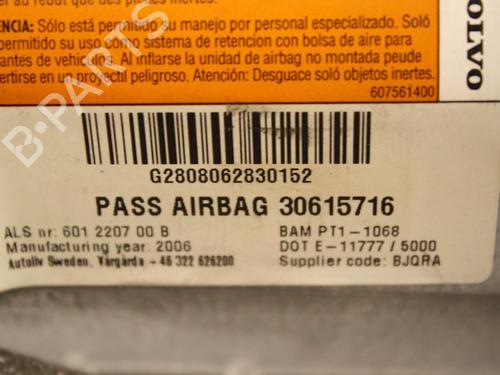 ENCIA: Sólo está permitido su manejo por personal especializado. Soló
permitido su uso como sistema de retencion con bolsa de aire para
antes de vehículos. Al inflarse la unidad de airbag no montada peude
ertirse en un projectil peligroso. Atención: Desguace soló objetos inertes.
607561400
OLVO
B-PARTS
G2808062830152
PASS AIRBAG 30615716
ALS nr: 601 2207 00 B
BAM PT1-1068
Manufacturing year: 2006
DOT E-11777 / 5000
Autoliv Sweden, Vårgårda +46 322 626200
Supplier code: BJQRA